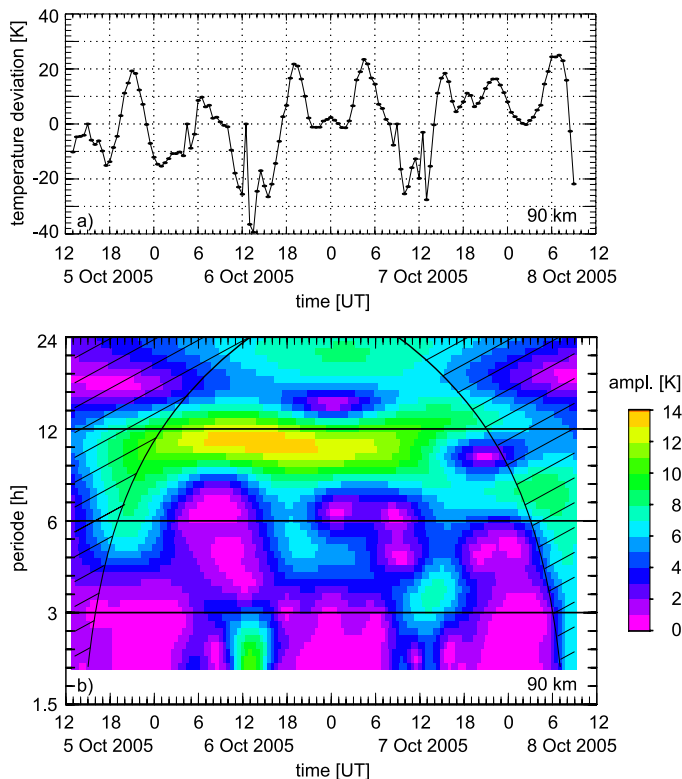 temperature deviation [K]
40
20
0
-20
-40
a)
90 km
12 18 0 6 12 18 0 6 12 18 0 6 12
5 Oct 2005 6 Oct 2005 7 Oct 2005 8 Oct 2005
time [UT]
periode [h]
24
12
6
3
1.5
b)
90 km
12 18 0 6 12 18 0 6 12 18 0 6 12
5 Oct 2005 6 Oct 2005 7 Oct 2005 8 Oct 2005
time [UT]
ampl. [K]
14
12
10
8
6
4
2
0